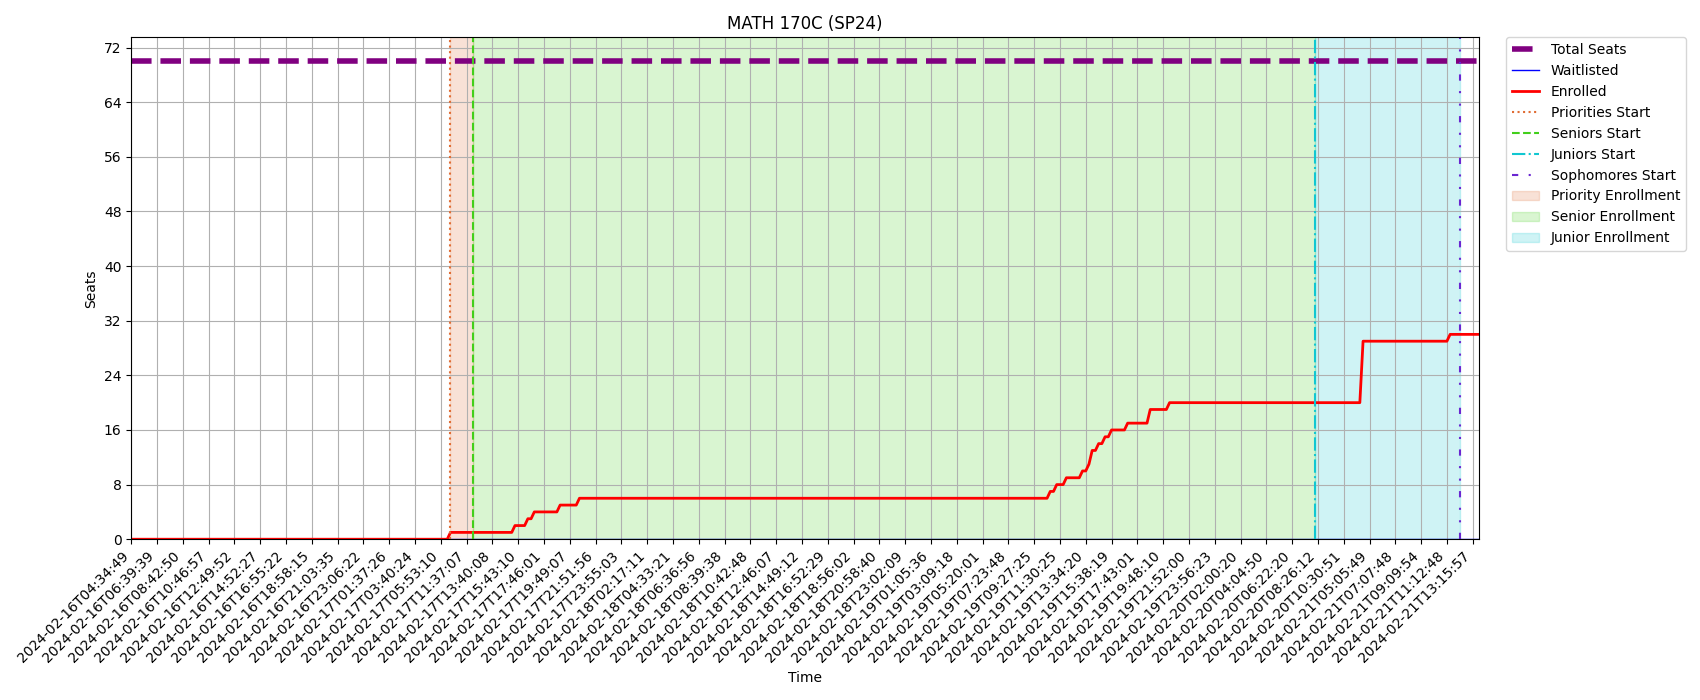 MATH 170C (SP24)
72
64
56
48
40
32
24
16
8
0
Seats
2024-02-16T04:34:49
2024-02-16T06:39:39
2024-02-16T08:42:50
2024-02-16T10:46:57
2024-02-16T12:49:52
2024-02-16T14:52:27
2024-02-16T16:55:22
2024-02-16T18:58:15
2024-02-16T21:03:35
2024-02-16T23:06:22
2024-02-17T01:37:26
2024-02-17T03:40:24
2024-02-17T05:53:10
2024-02-17T11:37:07
2024-02-17T13:40:08
2024-02-17T15:43:10
2024-02-17T17:46:01
2024-02-17T19:49:07
2024-02-17T21:51:56
2024-02-17T23:55:03
2024-02-18T02:17:11
2024-02-18T04:33:21
2024-02-18T06:36:56
2024-02-18T08:39:38
2024-02-18T10:42:48
2024-02-18T12:46:07
2024-02-18T14:49:12
2024-02-18T16:52:29
2024-02-18T18:56:02
2024-02-18T20:58:40
2024-02-18T23:02:09
2024-02-19T01:05:36
2024-02-19T03:09:18
2024-02-19T05:20:01
2024-02-19T07:23:48
2024-02-19T09:27:25
2024-02-19T11:30:25
2024-02-19T13:34:20
2024-02-19T15:38:19
2024-02-19T17:43:01
2024-02-19T19:48:10
2024-02-19T21:52:00
2024-02-19T23:56:23
2024-02-20T02:00:20
2024-02-20T04:04:50
2024-02-20T06:22:20
2024-02-20T08:26:12
2024-02-20T10:30:51
2024-02-21T05:05:49
2024-02-21T07:07:48
2024-02-21T09:09:54
2024-02-21T11:12:48
2024-02-21T13:15:57
Time
Total Seats
Waitlisted
Enrolled
Priorities Start
Seniors Start
Juniors Start
Sophomores Start
Priority Enrollment
Senior Enrollment
Junior Enrollment